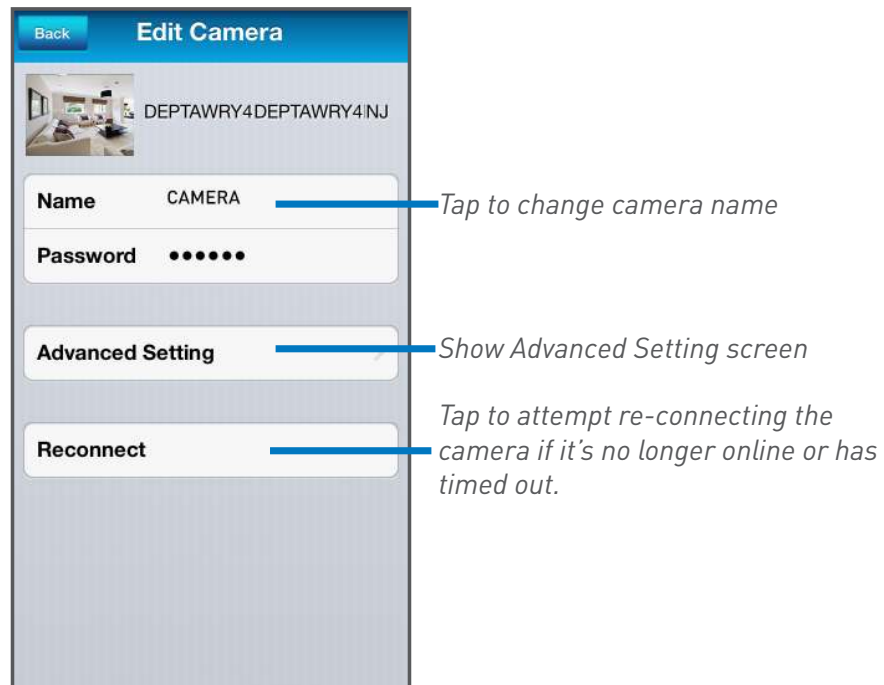 Back
Edit Camera
DEPTAWRY4DEPTAWRY4NJ
Name CAMERA
Tap to change camera name
Password ••••••
Advanced Setting
Show Advanced Setting screen
Tap to attempt re-connecting the
Reconnect
camera if it's no longer online or has
timed out.